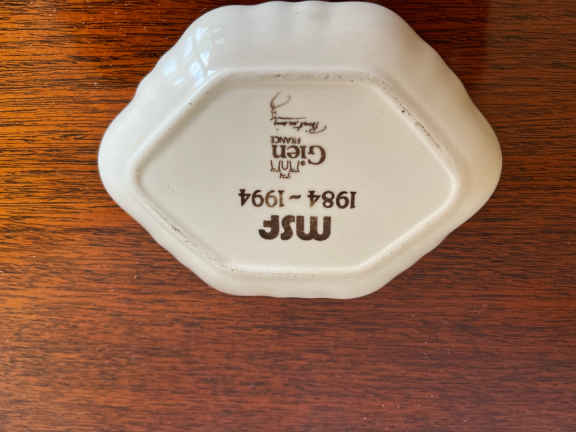 MSF
1984 ~ 1994
Gien
FRANCE